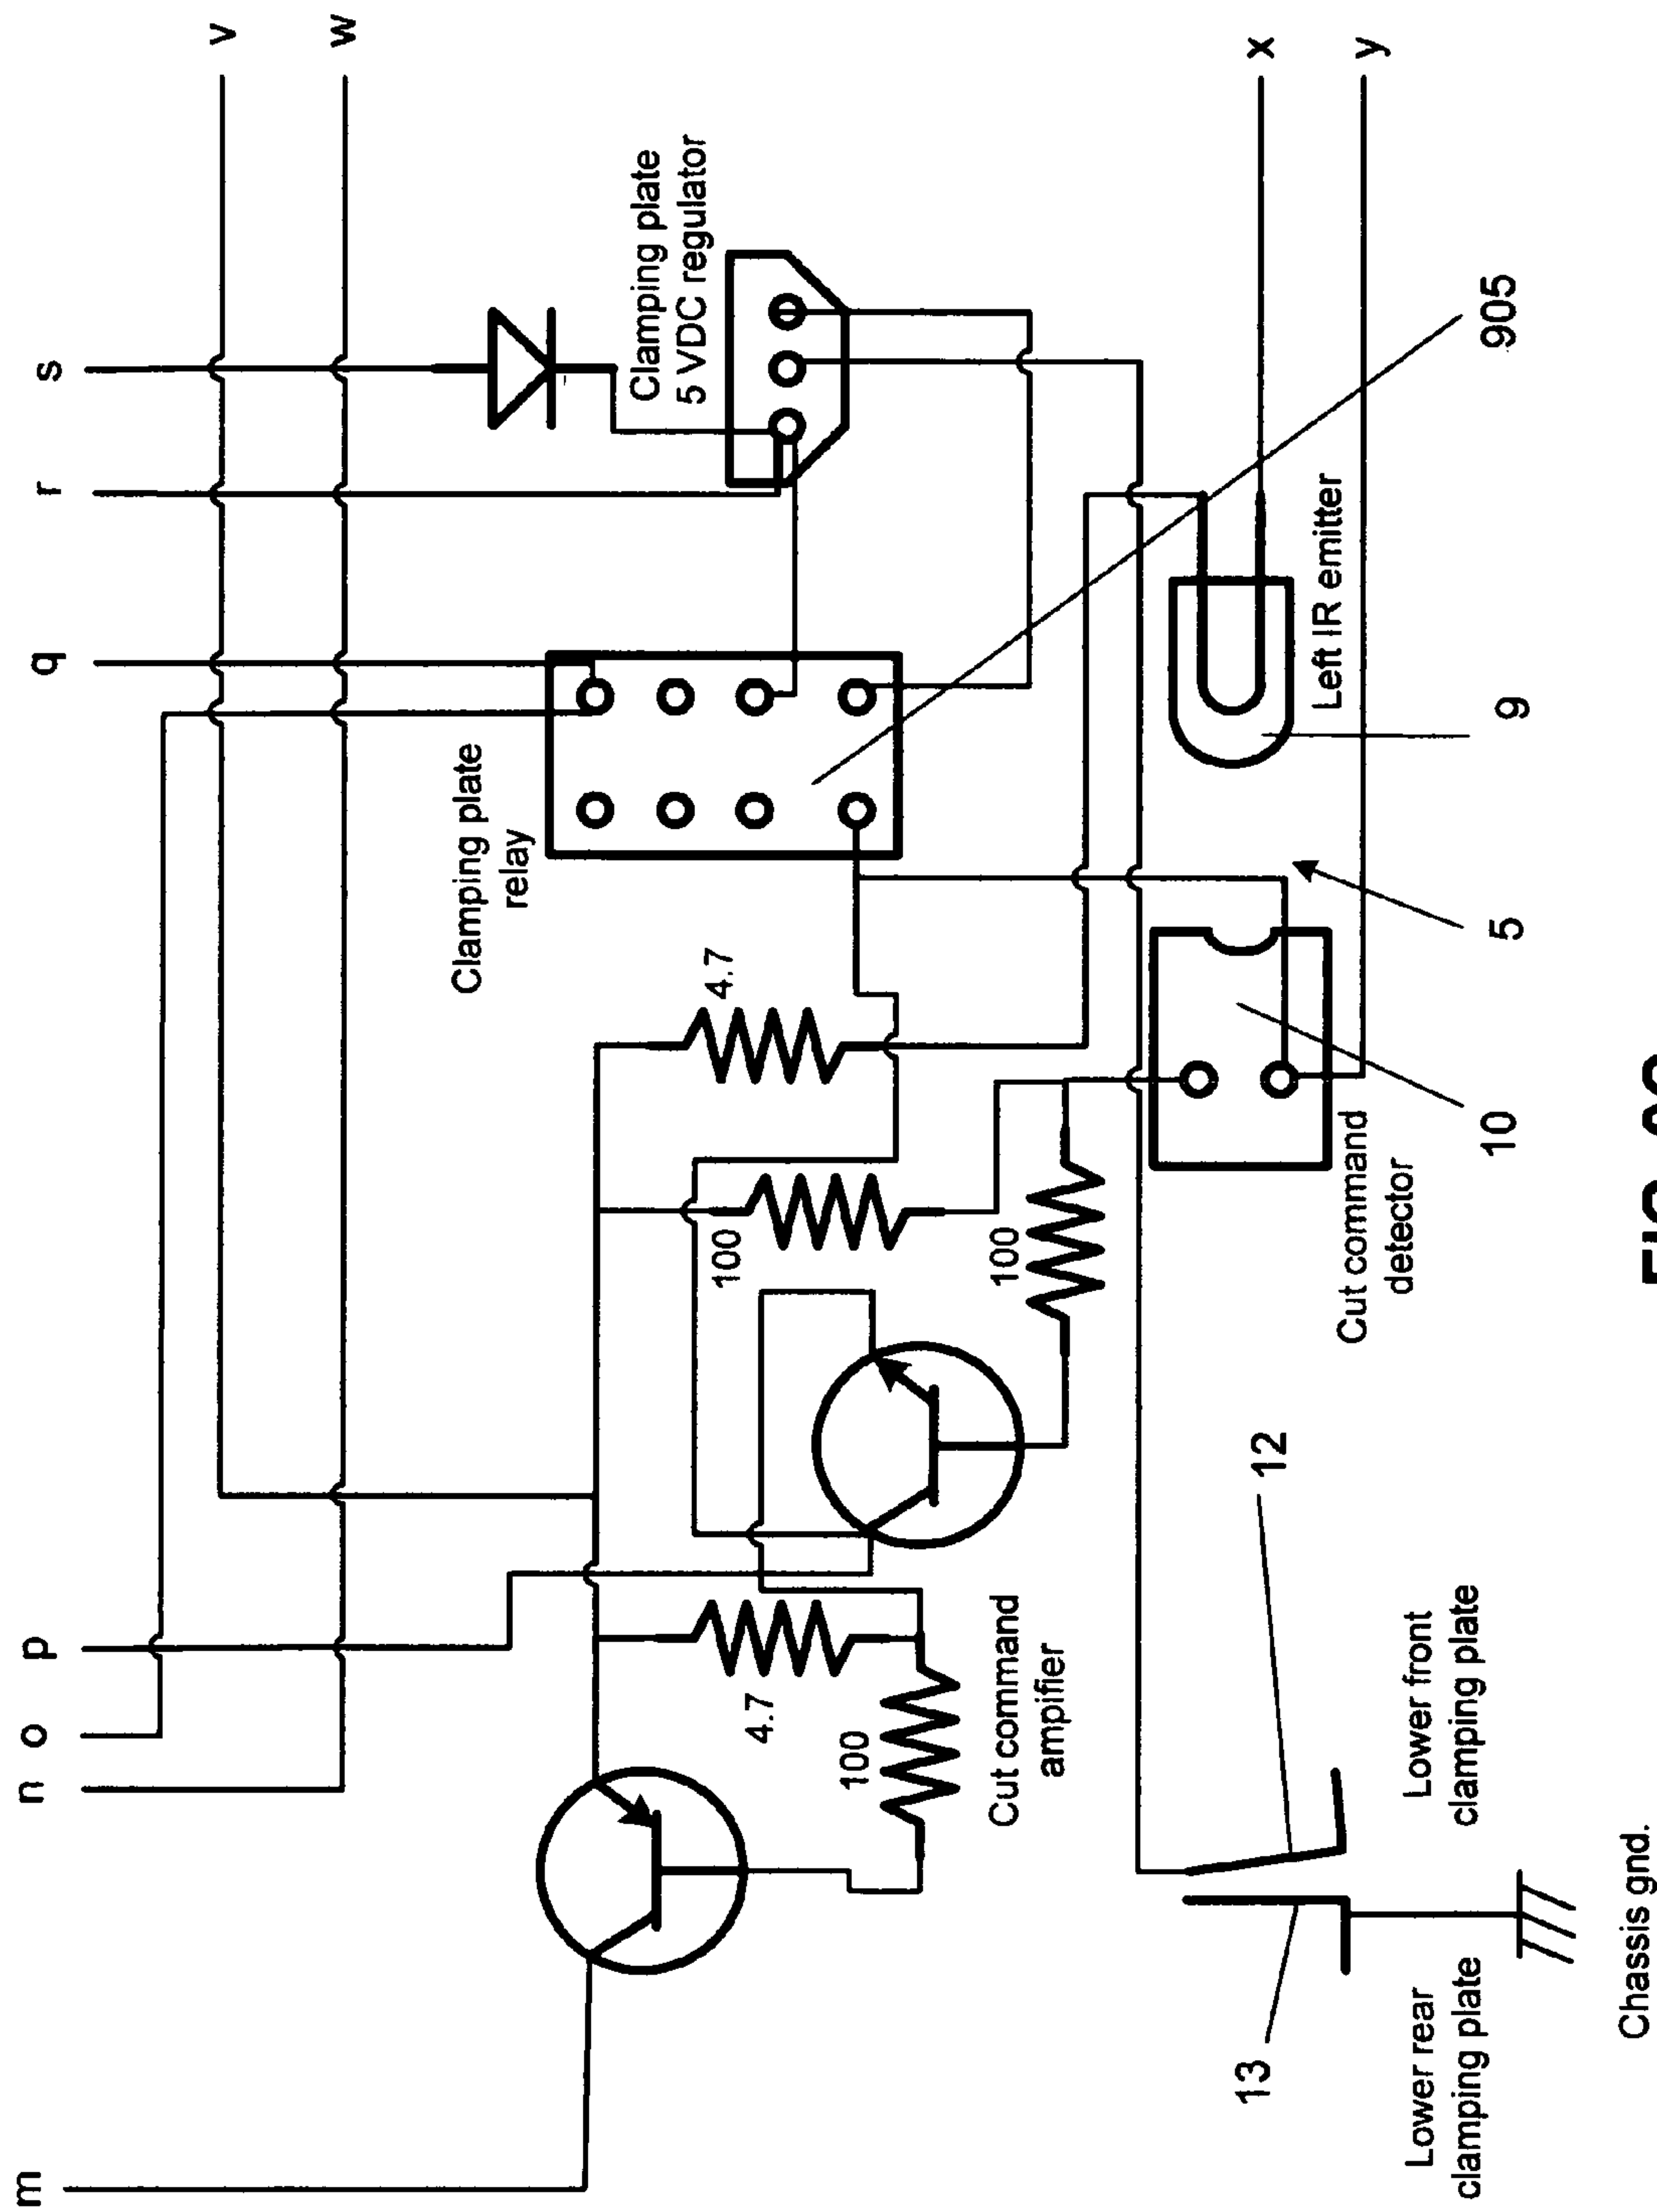 m
n
o
p
q
r
s
v
w
Clamping plate
relay
Clamping plate
5 VDC regulator
4.7
100
100
4.7
100
Cut command
ampifier
Cut command
detector
Left IR emitter
x
y
905
9
5
10
12
13
Lower front
clamping plate
Lower rear
clamping plate
Chassis gnd.